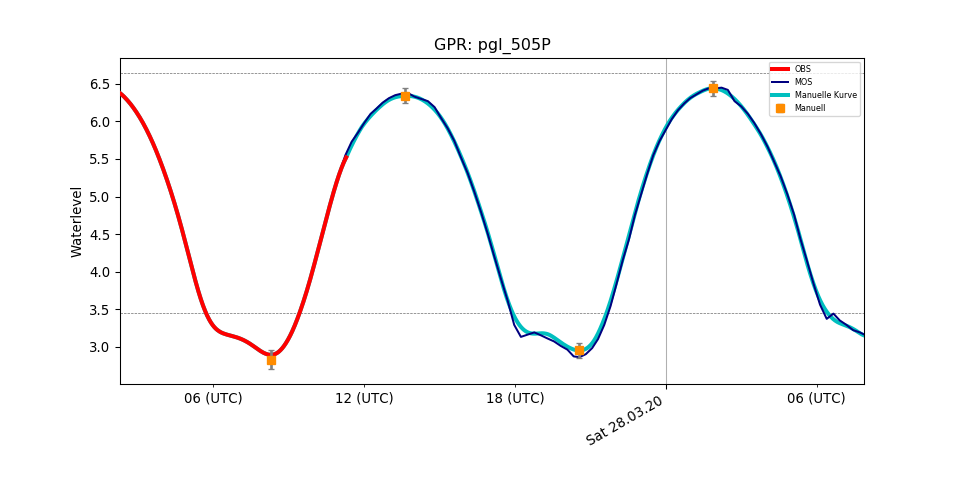 GPR: pgl_505P
OBS
MOS
Manuelle Kurve
Manuell
Waterlevel
6.5
6.0
5.5
5.0
4.5
4.0
3.5
3.0
06 (UTC)
12 (UTC)
18 (UTC)
Sat 28.03.20
06 (UTC)